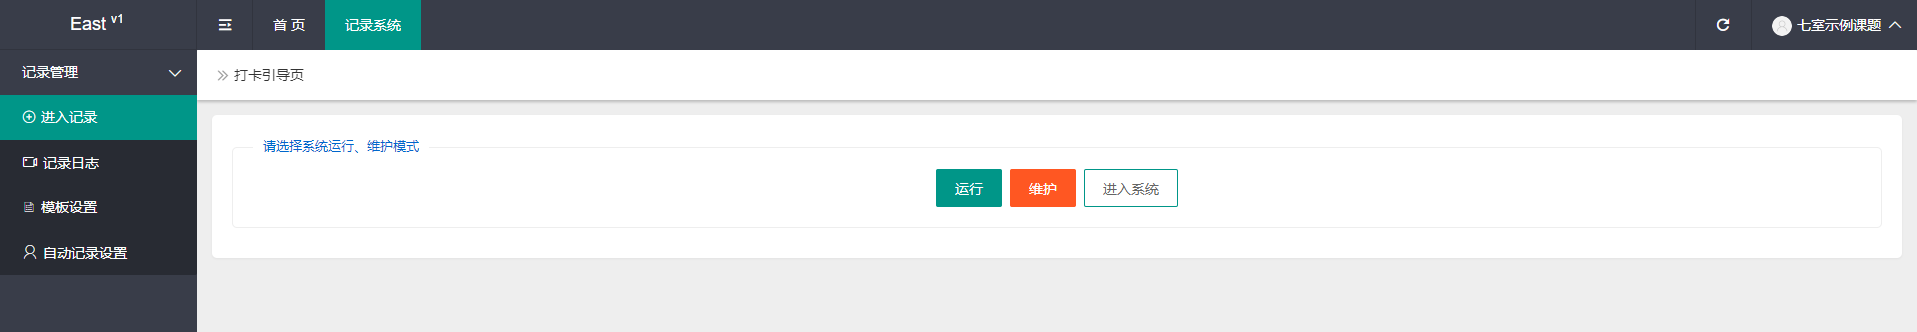 East v1
首 页
记录系统
七室示例课题
记录管理
进入记录
记录日志
模板设置
自动记录设置
打卡引导页
请选择系统运行、维护模式
运行
维护
进入系统